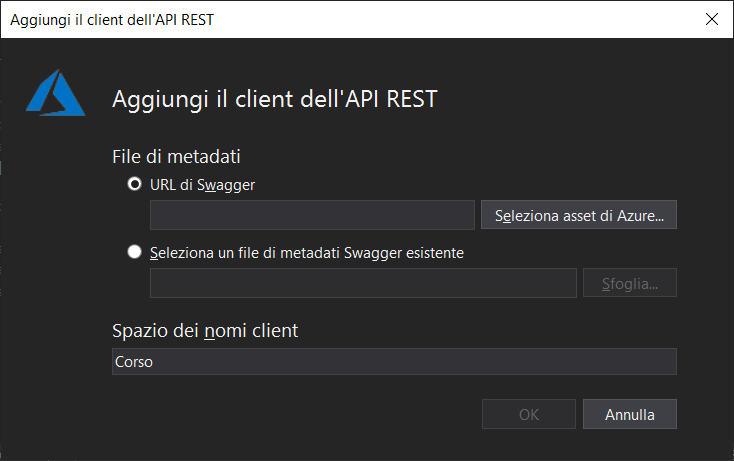 Aggiungi il client dell'API REST
Aggiungi il client dell'API REST
File di metadati
URL di Swagger
Seleziona asset di Azure...
Seleziona un file di metadati Swagger esistente
Sfoglia...
Spazio dei nomi client
Corso
OK Annulla